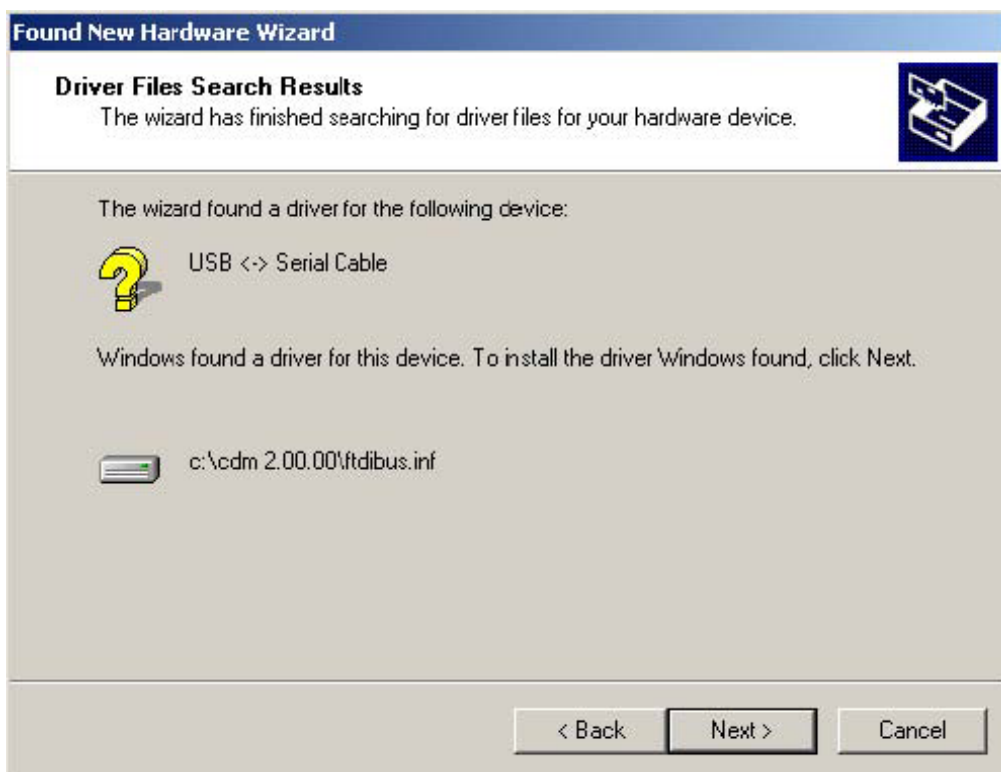 Found New Hardware Wizard
Driver Files Search Results
The wizard has finished searching for driver files for your hardware device.
The wizard found a driver for the following device:
USB <-> Serial Cable
Windows found a driver for this device. To install the driver Windows found, click Next.
c:\cdm 2.00.00\ftdibus.inf
< Back
Next >
Cancel